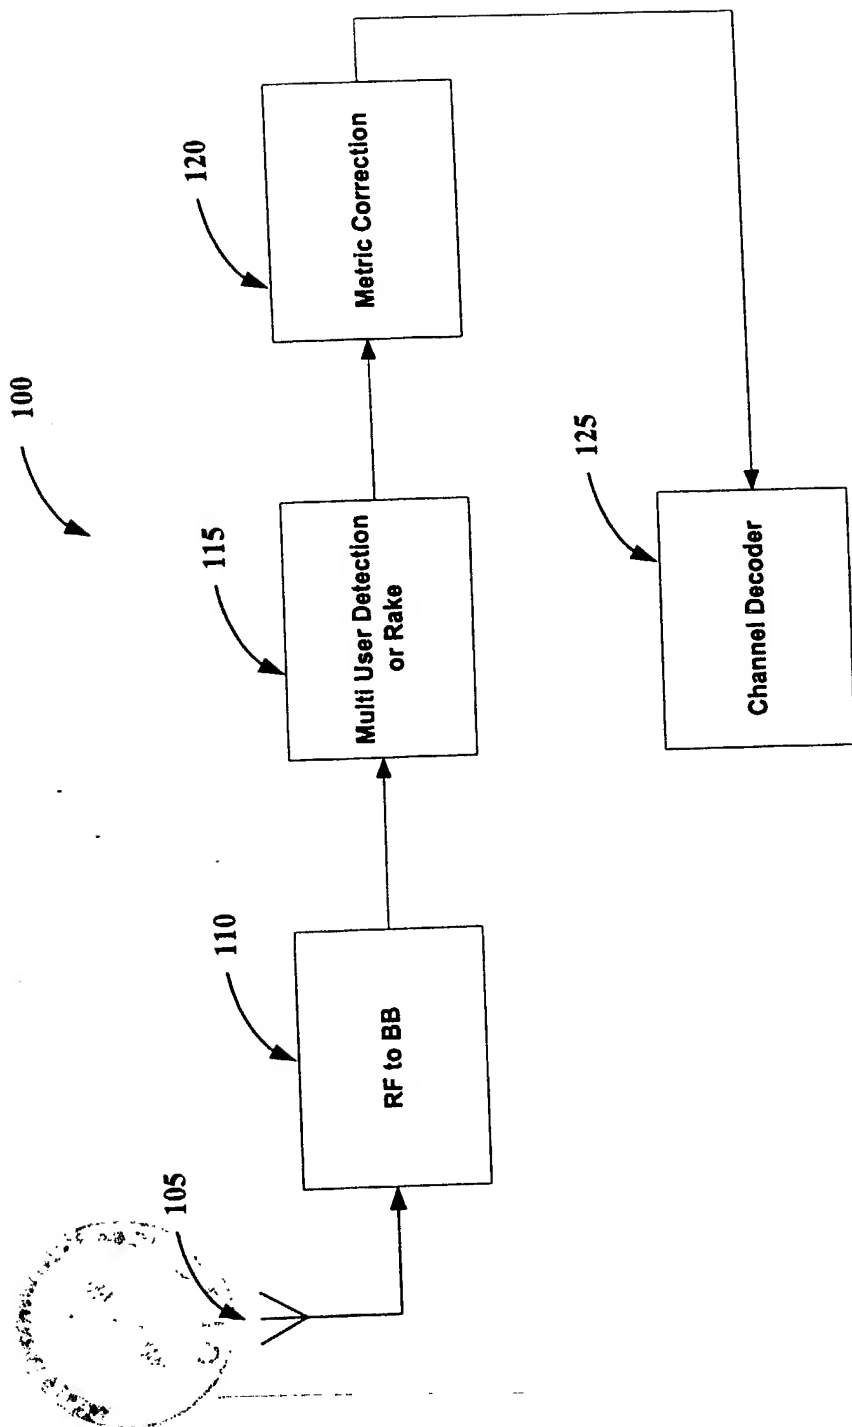 100
105
110
RF to BB
115
Multi User Detection
or Rake
120
Metric Correction
125
Channel Decoder